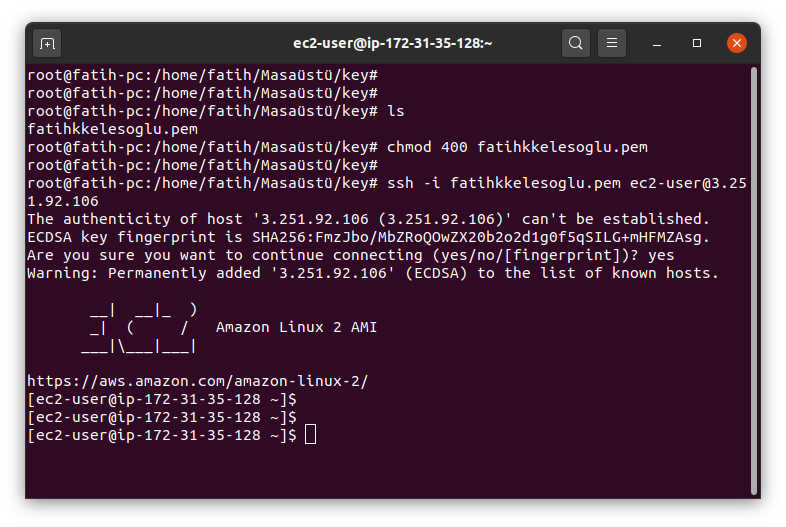 ec2-user@ip-172-31-35-128:~
root@fatih-pc:/home/fatih/Masaüstü/key#
root@fatih-pc:/home/fatih/Masaüstü/key#
root@fatih-pc:/home/fatih/Masaüstü/key# ls
fatihkkelesoglu.pem
root@fatih-pc:/home/fatih/Masaüstü/key# chmod 400 fatihkkelesoglu.pem
root@fatih-pc:/home/fatih/Masaüstü/key#
root@fatih-pc:/home/fatih/Masaüstü/key# ssh -i fatihkkelesoglu.pem ec2-user@3.25
1.92.106
The authenticity of host '3.251.92.106 (3.251.92.106)' can't be established.
ECDSA key fingerprint is SHA256:FmzJbo/MbZRoQOwZX20b2o2d1g0f5qSILG+mHFMZAsg.
Are you sure you want to continue connecting (yes/no/[fingerprint])? yes
Warning: Permanently added '3.251.92.106' (ECDSA) to the list of known hosts.

       __|  __|_  )
       _|  (     /   Amazon Linux 2 AMI
      ___|\___|___|

https://aws.amazon.com/amazon-linux-2/
[ec2-user@ip-172-31-35-128 ~]$
[ec2-user@ip-172-31-35-128 ~]$
[ec2-user@ip-172-31-35-128 ~]$